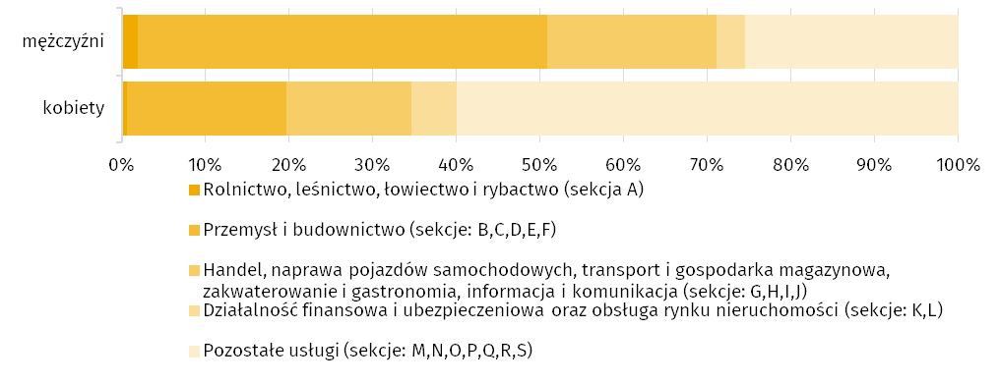 mężczyźni
kobiety
0% 10% 20% 30% 40% 50% 60% 70% 80% 90% 100%
Rolnictwo, leśnictwo, łowiectwo i rybactwo (sekcja A)
Przemysł i budownictwo (sekcje: B,C,D,E,F)
Handel, naprawa pojazdów samochodowych, transport i gospodarka magazynowa,
zakwaterowanie i gastronomia, informacja i komunikacja (sekcje: G,H,I,J)
Działalność finansowa i ubezpieczeniowa oraz obsługa rynku nieruchomości (sekcje: K,L)
Pozostałe usługi (sekcje: M,N,O,P,Q,R,S)